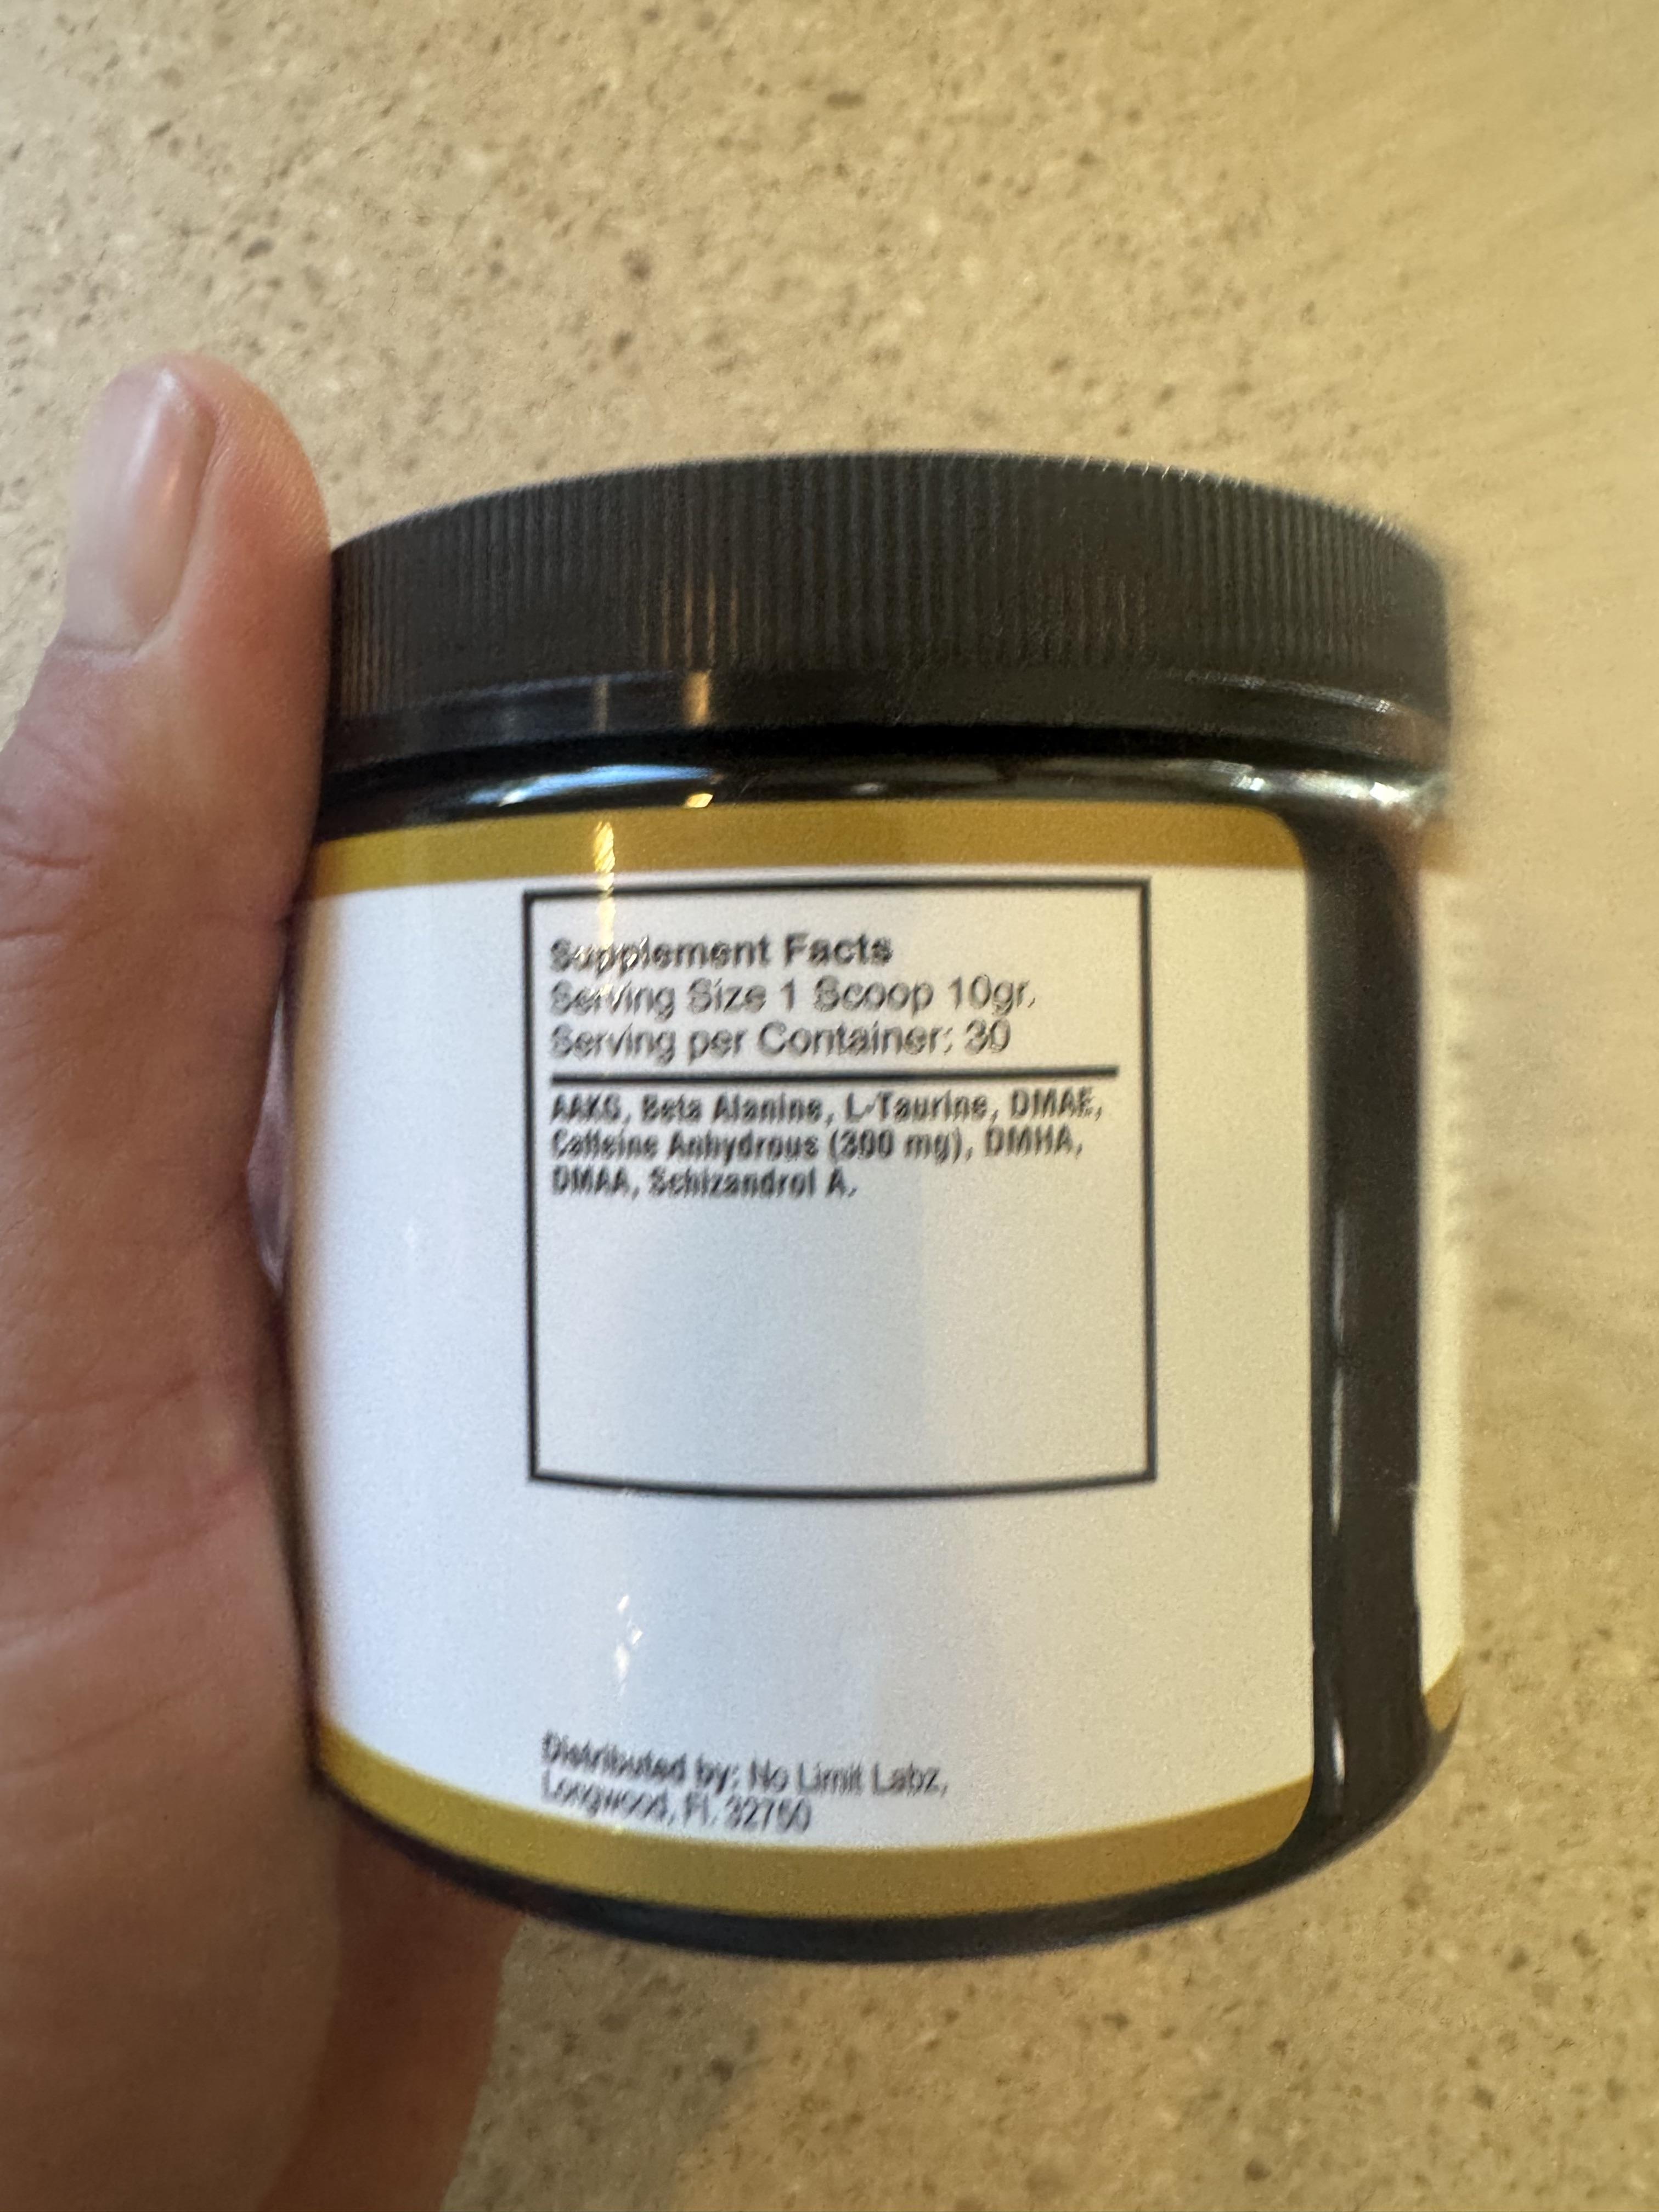 Supplement Facts
Serving Size 1 Scoop 10gr.
Serving per Container: 30
AAKG, Beta Alanine, L-Taurine, DMAE,
Caffeine Anhydrous (300 mg), DMHA,
DMAA, Schizandrol A.
Distributed by: No Limit Labz,
Longwood, Fl. 32750